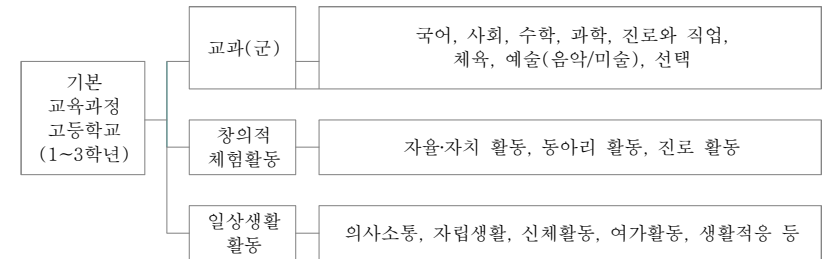 기본
교육과정
고등학교
(1~3학년)
교과(군)
국어, 사회, 수학, 과학, 진로와 직업,
체육, 예술(음악/미술), 선택
창의적
체험활동
자율·자치 활동, 동아리 활동, 진로 활동
일상생활
활동
의사소통, 자립생활, 신체활동, 여가활동, 생활적응 등